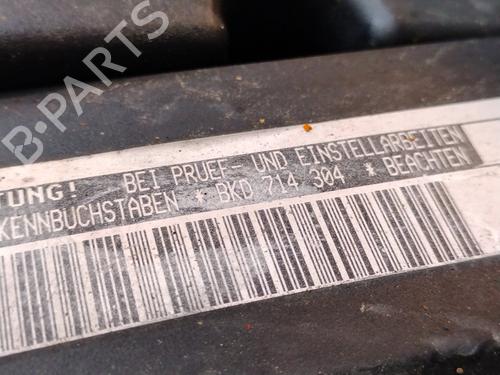 TUNG! BEI PRUEF- UND EINSTELLARBEITEN
KENNBUCHSTABEN * BKD 714 304 * BEACHTEN
B-PARTS